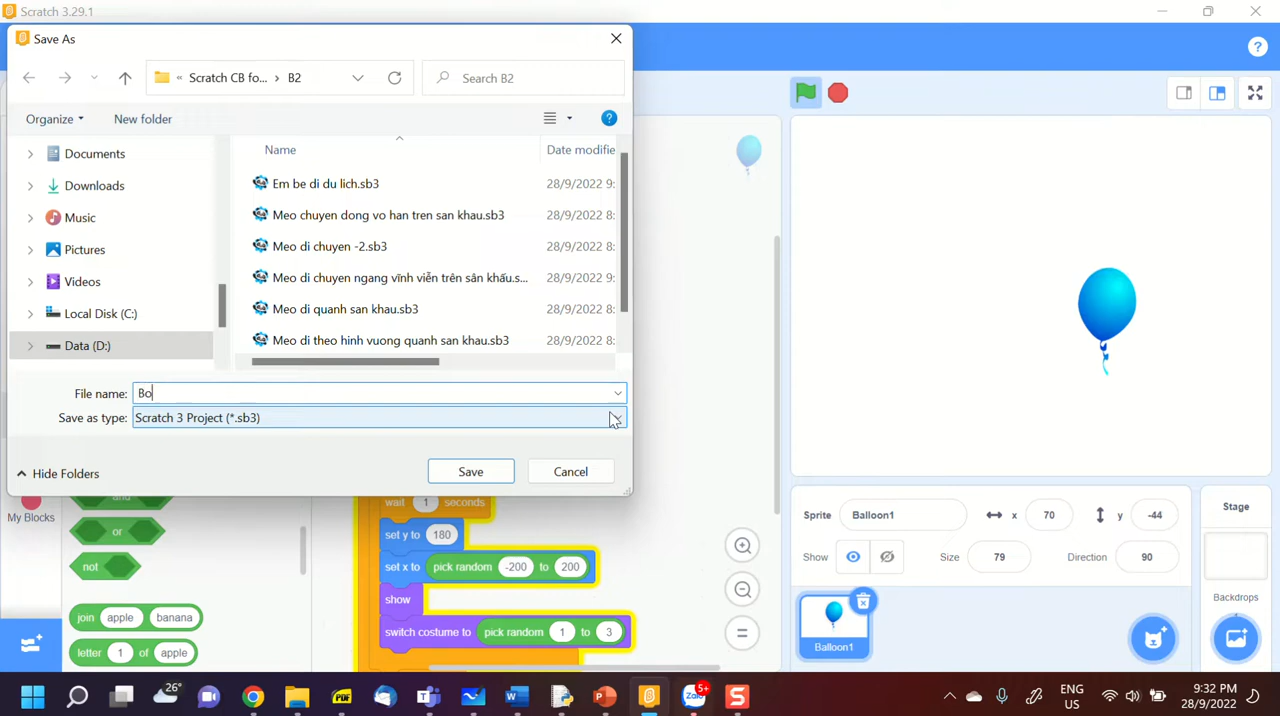 Scratch 3.29.1
Save As
« Scratch CB fo... › B2
Search B2
Organize
New folder
Name
Date modifie
Documents
Downloads
Music
Pictures
Videos
Local Disk (C:)
Data (D:)
Em be di du lich.sb3
28/9/2022 9:
Meo chuyen dong vo han tren san khau.sb3
28/9/2022 8:
Meo di chuyen -2.sb3
28/9/2022 8:
Meo di chuyen ngang vĩnh viễn trên sân khấu.s...
28/9/2022 9:
Meo di quanh san khau.sb3
28/9/2022 8:
Meo di theo hinh vuong quanh san khau.sb3
28/9/2022 8:
File name: Bo
Save as type: Scratch 3 Project (*.sb3)
Hide Folders
Save
Cancel
My Blocks
and
or
not
join apple banana
letter 1 of apple
wait 1 seconds
set y to 180
set x to pick random -200 to 200
show
switch costume to pick random 1 to 3
Sprite Balloon1 x 70 y -44
Show Size 79 Direction 90
Balloon1
Stage
Backdrops
26°
PDF
Zalo
5+
ENG
US
9:32 PM
28/9/2022